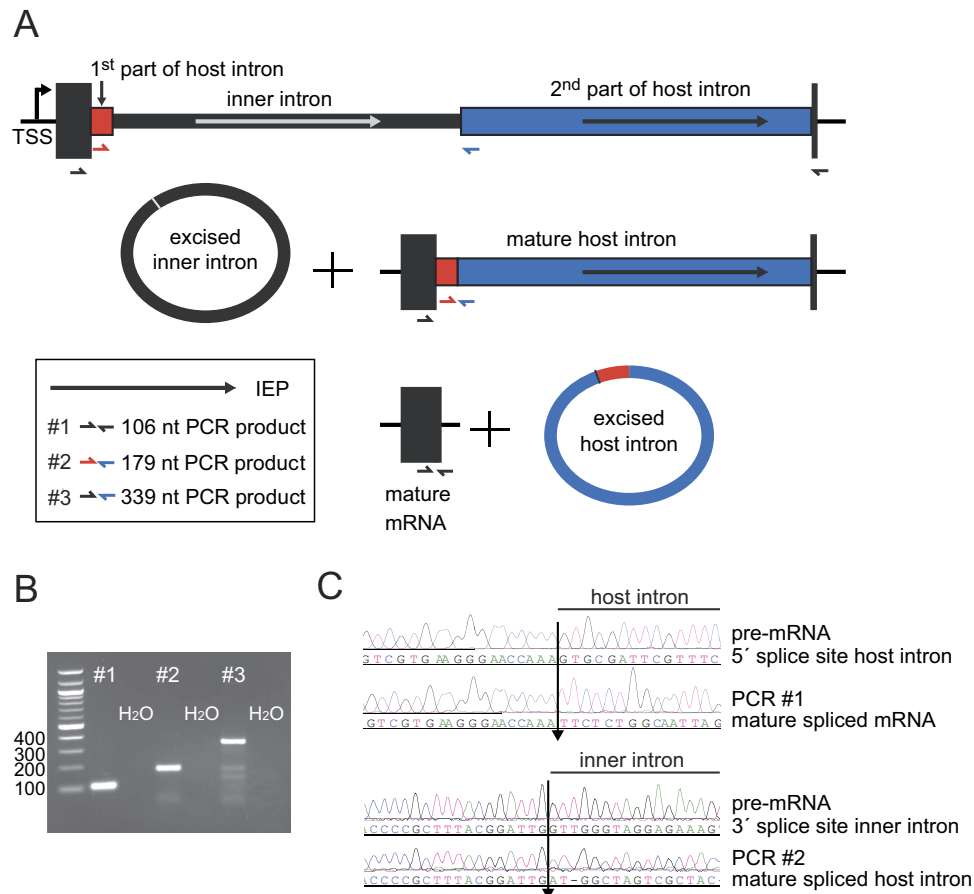 A
1st part of host intron
inner intron
2nd part of host intron
TSS
excised
inner intron
mature host intron
IEP
#1 106 nt PCR product
#2 179 nt PCR product
#3 339 nt PCR product
mature
mRNA
excised
host intron
B
#1 #2 #3
H2O H2O H2O
400
300
200
100
C
host intron
pre-mRNA
GTCGTGAAGGGAACCAAAGTGCGATTCGTTTC
5´ splice site host intron
PCR #1
GTCGTGAAGGGAACCAAATTCTCTGGCAATTAG
mature spliced mRNA
inner intron
pre-mRNA
ACCCCGCTTTACGGATTGGTTGGGTAGGAGAAAG
3´ splice site inner intron
PCR #2
ACCCCGCTTTACGGATTGAT-GGCTAGTCGCTAC-
mature spliced host intron